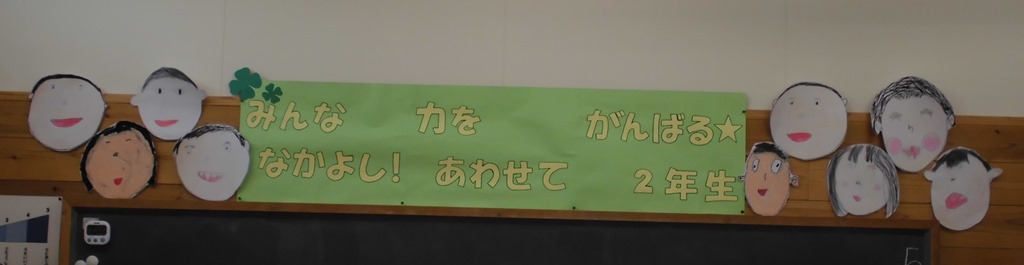 みんな 力を がんばる★
なかよし! あわせて 2年生